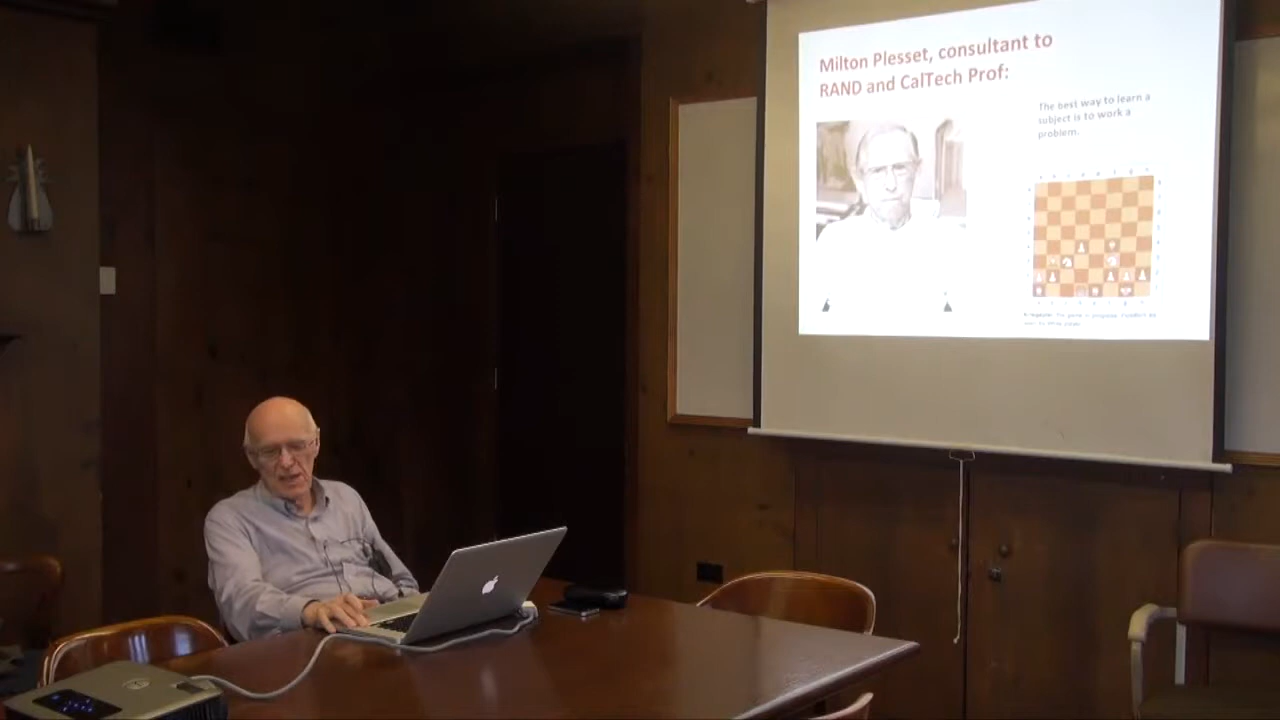 Milton Plesset, consultant to
RAND and CalTech Prof:
The best way to learn a
subject is to work a
problem.